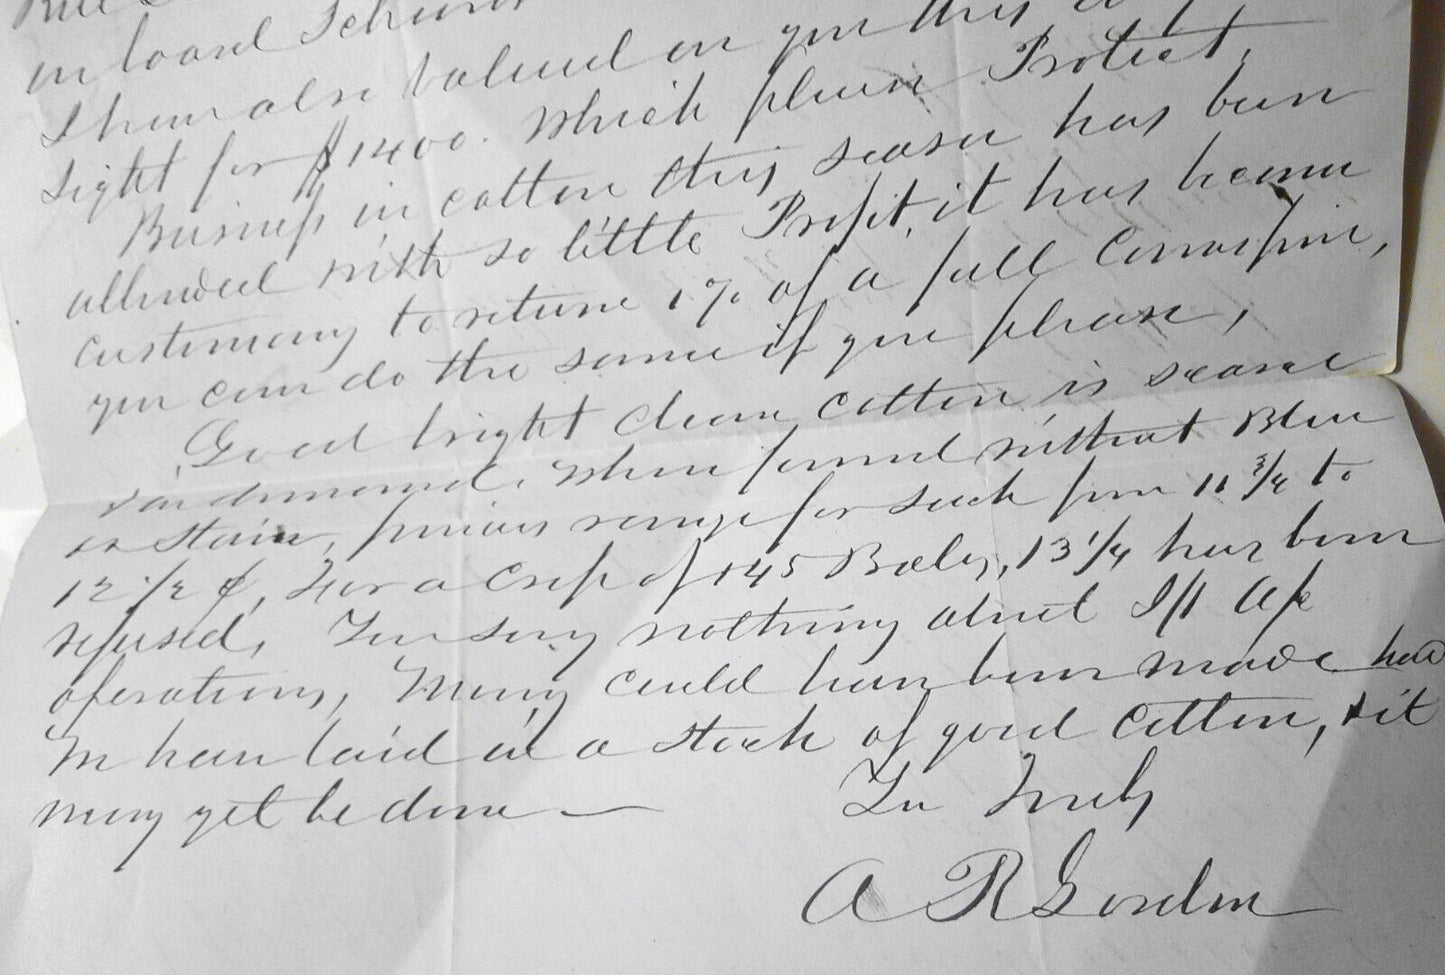 on board Schooner
I have also valued on you this day
sight for $1400. which please Protect,
Business in cotton this season has been
attended with so little Profit, it has became
customary to return 1% of a full Commission,
you can do the same if you please,
Good bright clean cotton is scarce
& in demand. When found without Blue
or stain, prices range for such from 11 3/4 to
12 1/2 ¢, For a Crop of 145 Bales, 13 1/4 has been
refused, You say nothing about J/t a/c
operations, Money could have been made had
We have laid in a stock of good Cotton, & it
may yet be done —
Yu Truly
A R Gordon